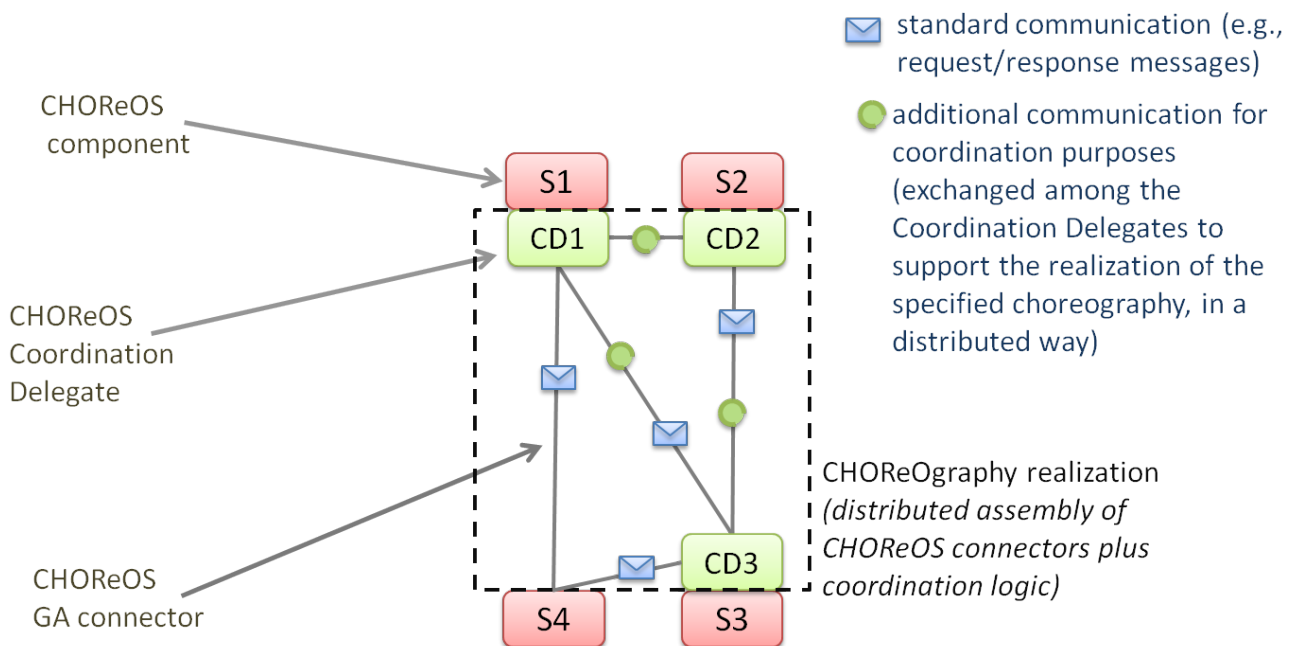 standard communication (e.g.,
request/response messages)
additional communication for
coordination purposes
(exchanged among the
Coordination Delegates to
support the realization of the
specified choreography, in a
distributed way)
CHOReOS
component
CHOReOS
Coordination
Delegate
CHOReOS
GA connector
S1
S2
CD1
CD2
CD3
S4
S3
CHOReOgraphy realization
(distributed assembly of
CHOReOS connectors plus
coordination logic)